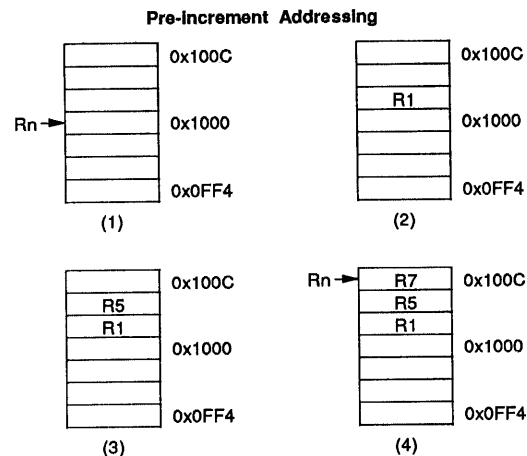 Pre-increment Addressing
0x100C
Rn
0x1000
0x0FF4
(1)
0x100C
R1
0x1000
0x0FF4
(2)
0x100C
R5
R1
0x1000
0x0FF4
(3)
Rn
R7
0x100C
R5
R1
0x1000
0x0FF4
(4)